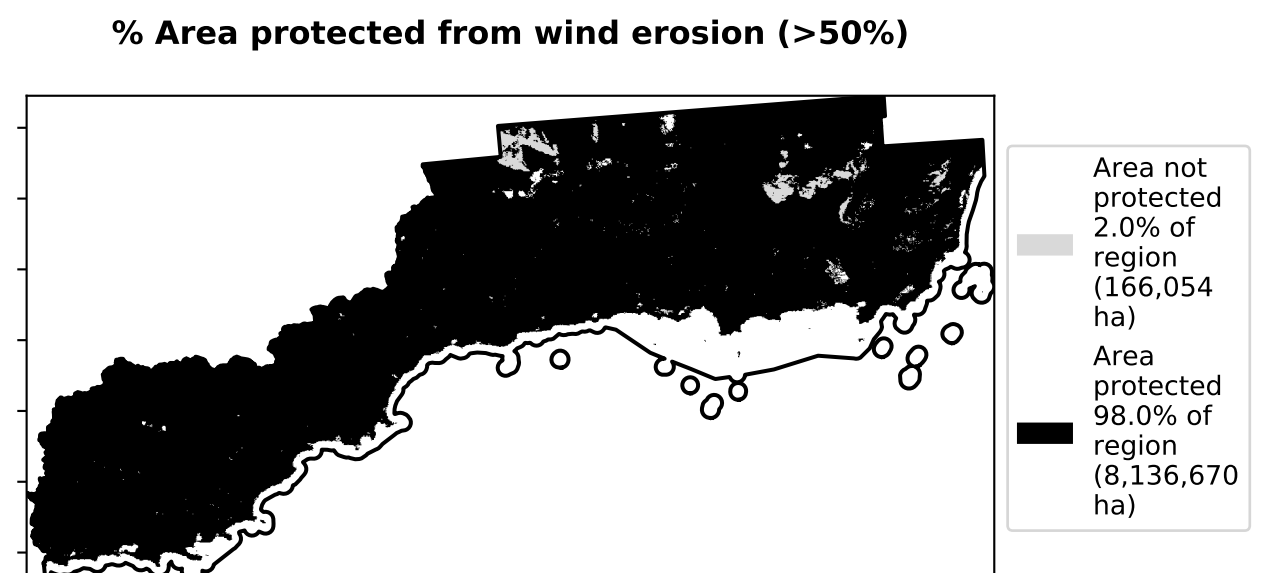 % Area protected from wind erosion (>50%)
Area not
protected
2.0% of
region
(166,054
ha)
Area
protected
98.0% of
region
(8,136,670
ha)